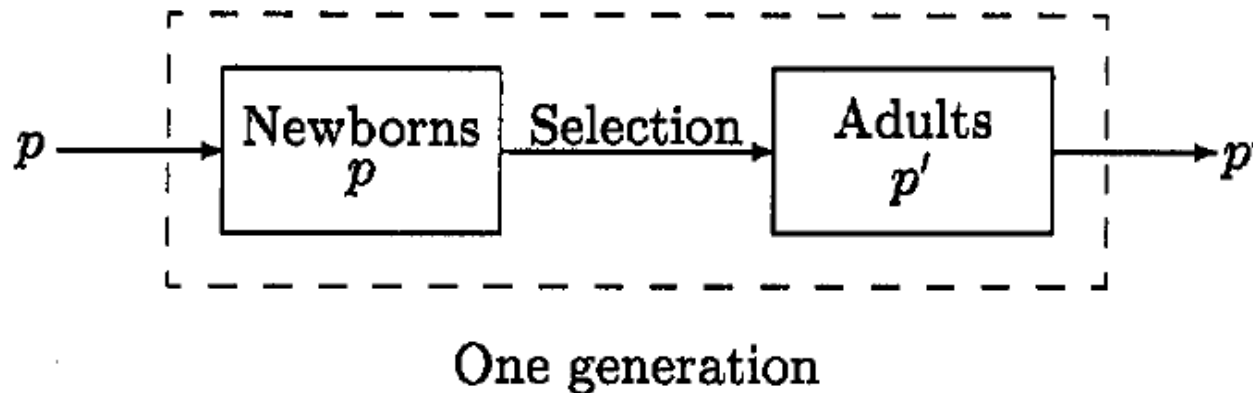 p
Newborns
p
Selection
Adults
p′
p′
One generation